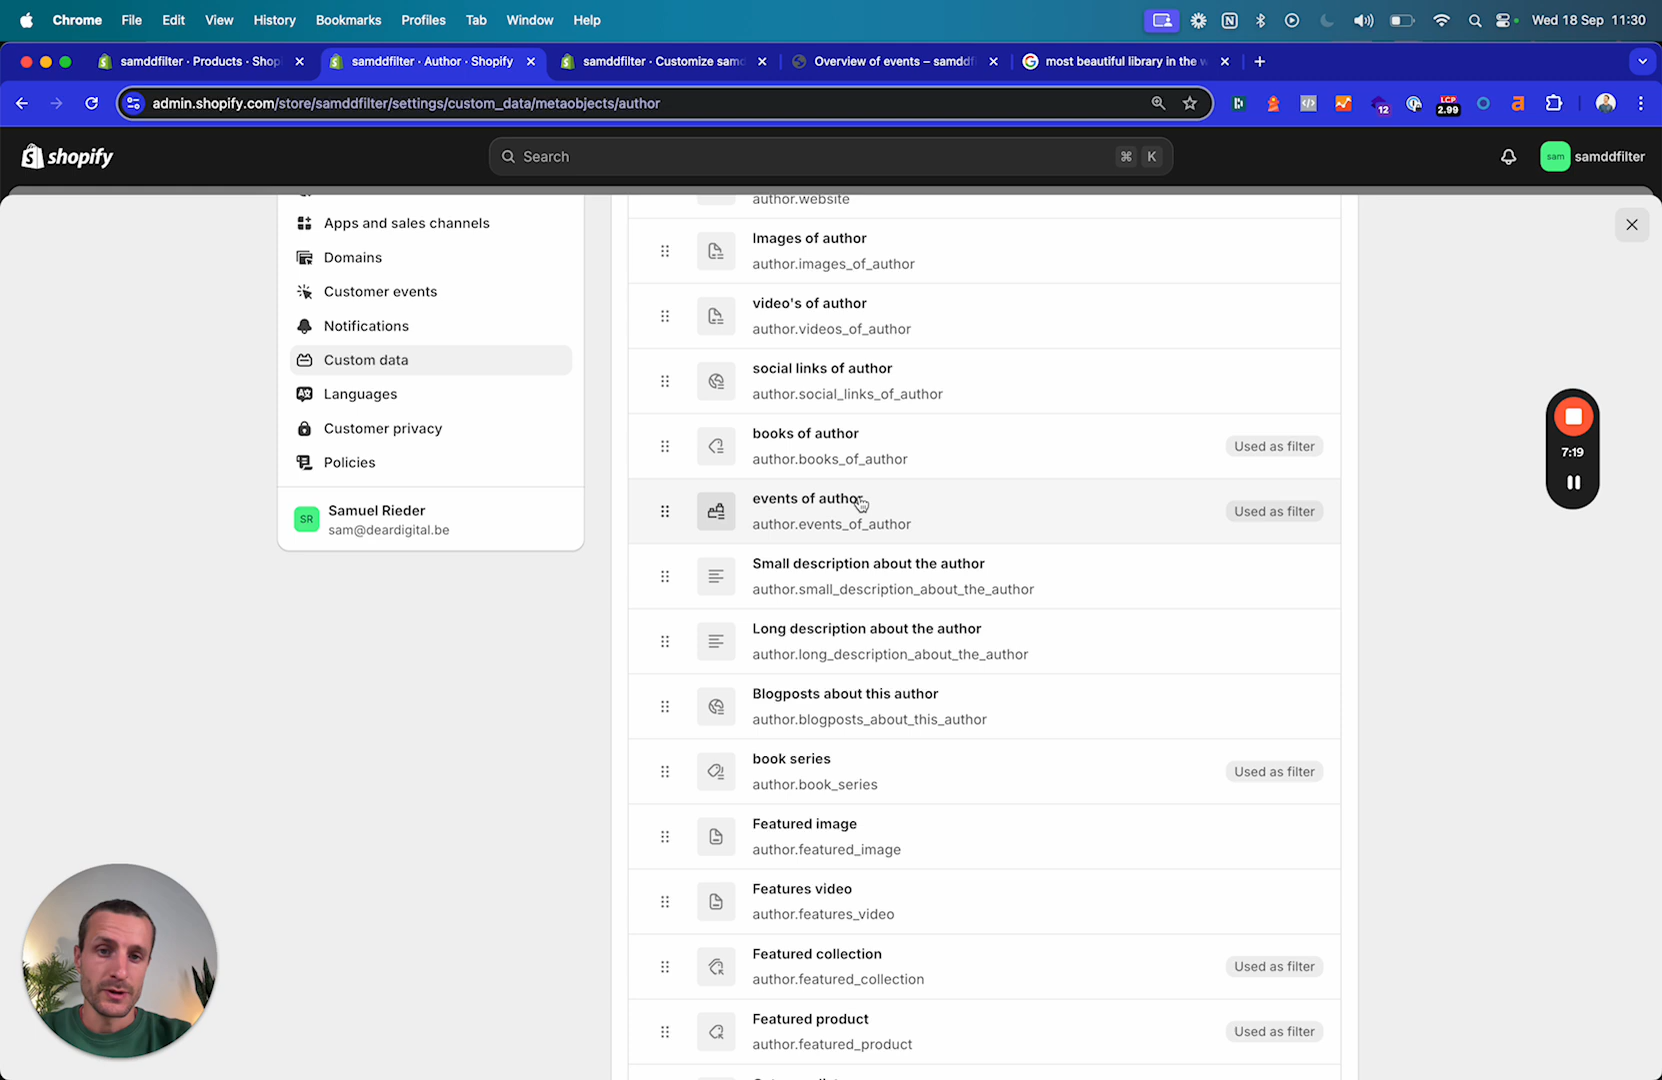 Chrome File Edit View History Bookmarks Profiles Tab Window Help Wed 18 Sep 11:30
samddfilter · Products · Shop samddfilter · Author · Shopify samddfilter · Customize samd Overview of events – samddf most beautiful library in the w
admin.shopify.com/store/samddfilter/settings/custom_data/metaobjects/author 12 LCP 2.99
shopify Search ⌘ K sam samddfilter
Apps and sales channels
Domains
Customer events
Notifications
Custom data
Languages
Customer privacy
Policies
SR Samuel Rieder
sam@deardigital.be
author.website
Images of author
author.images_of_author
video's of author
author.videos_of_author
social links of author
author.social_links_of_author
books of author
author.books_of_author
Used as filter
events of author
author.events_of_author
Used as filter
Small description about the author
author.small_description_about_the_author
Long description about the author
author.long_description_about_the_author
Blogposts about this author
author.blogposts_about_this_author
book series
author.book_series
Used as filter
Featured image
author.featured_image
Features video
author.features_video
Featured collection
author.featured_collection
Used as filter
Featured product
author.featured_product
Used as filter
7:19